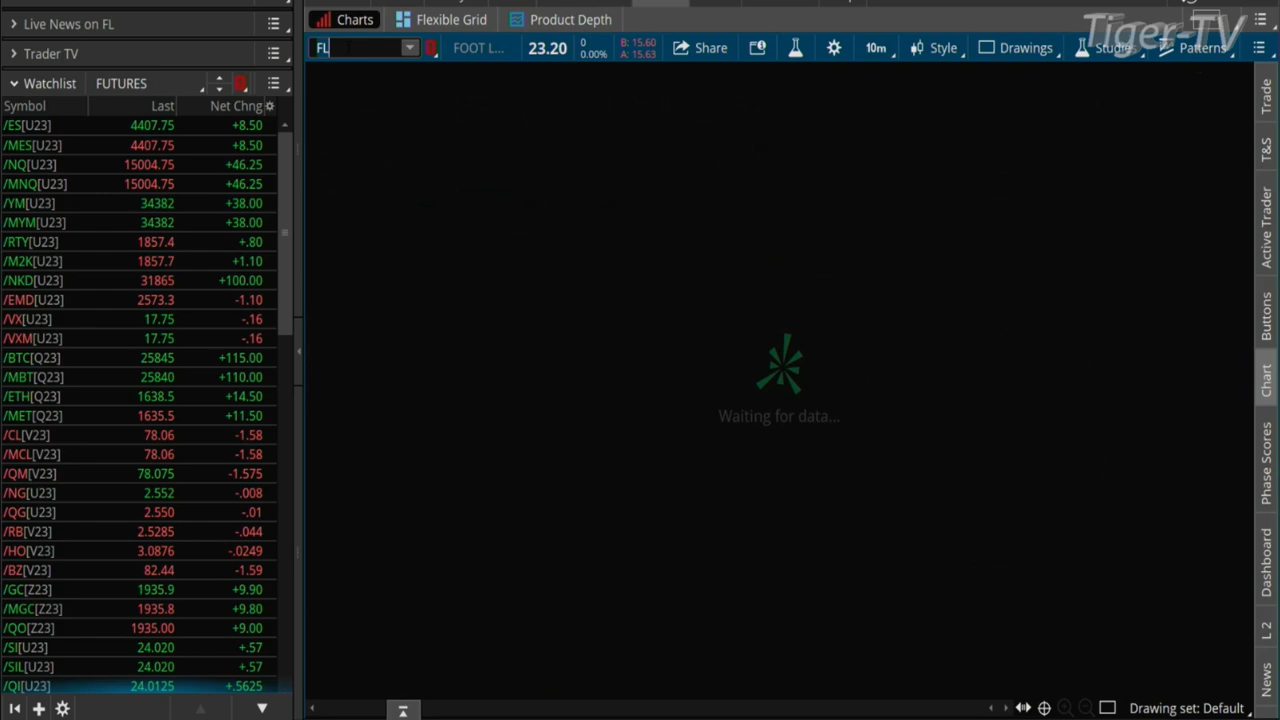 Live News on FL
Trader TV
Watchlist FUTURES
Symbol Last Net Chng
/ES[U23] 4407.75 +8.50
/MES[U23] 4407.75 +8.50
/NQ[U23] 15004.75 +46.25
/MNQ[U23] 15004.75 +46.25
/YM[U23] 34382 +38.00
/MYM[U23] 34382 +38.00
/RTY[U23] 1857.4 +.80
/M2K[U23] 1857.7 +1.10
/NKD[U23] 31865 +100.00
/EMD[U23] 2573.3 -1.10
/VX[U23] 17.75 -.16
/VXM[U23] 17.75 -.16
/BTC[Q23] 25845 +115.00
/MBT[Q23] 25840 +110.00
/ETH[Q23] 1638.5 +14.50
/MET[Q23] 1635.5 +11.50
/CL[V23] 78.06 -1.58
/MCL[V23] 78.06 -1.58
/QM[V23] 78.075 -1.575
/NG[U23] 2.552 -.008
/QG[U23] 2.550 -.01
/RB[V23] 2.5285 -.044
/HO[V23] 3.0876 -.0249
/BZ[V23] 82.44 -1.59
/GC[Z23] 1935.9 +9.90
/MGC[Z23] 1935.8 +9.80
/QO[Z23] 1935.00 +9.00
/SI[U23] 24.020 +.57
/SIL[U23] 24.020 +.57
/QI[U23] 24.0125 +.5625
Charts Flexible Grid Product Depth
Tiger-TV
FL FOOT L... 23.20 0 0.00% B: 15.60 A: 15.63 Share 10m Style Drawings Studies Patterns
Waiting for data...
Trade
T&S
Active Trader
Buttons
Chart
Phase Scores
Dashboard
L 2
News
Drawing set: Default